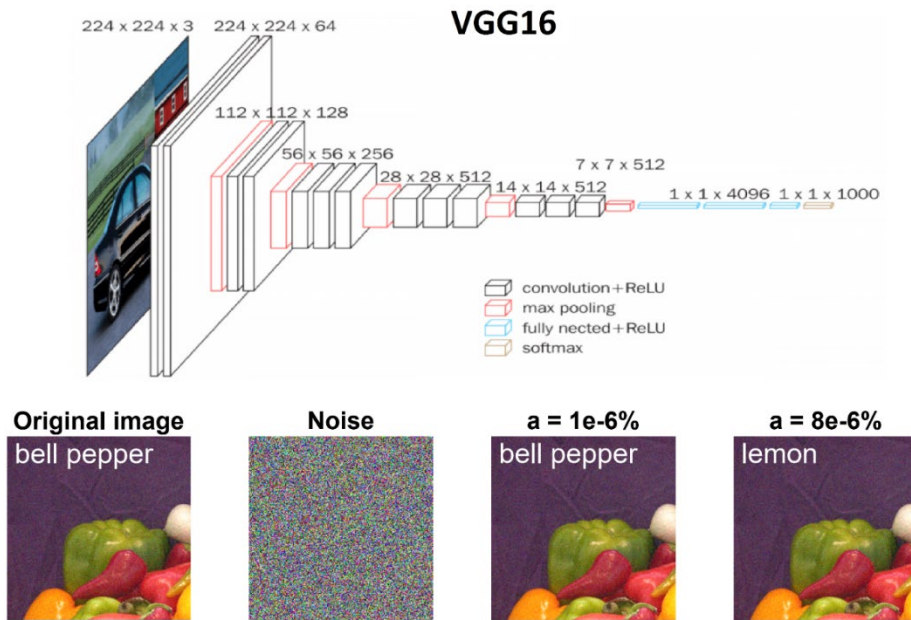 VGG16
224 x 224 x 3 224 x 224 x 64
112 x 112 x 128
56 x 56 x 256
28 x 28 x 512
14 x 14 x 512
7 x 7 x 512
1 x 1 x 4096 1 x 1 x 1000
convolution+ReLU
max pooling
fully nected+ReLU
softmax
Original image Noise a = 1e-6% a = 8e-6%
bell pepper bell pepper lemon